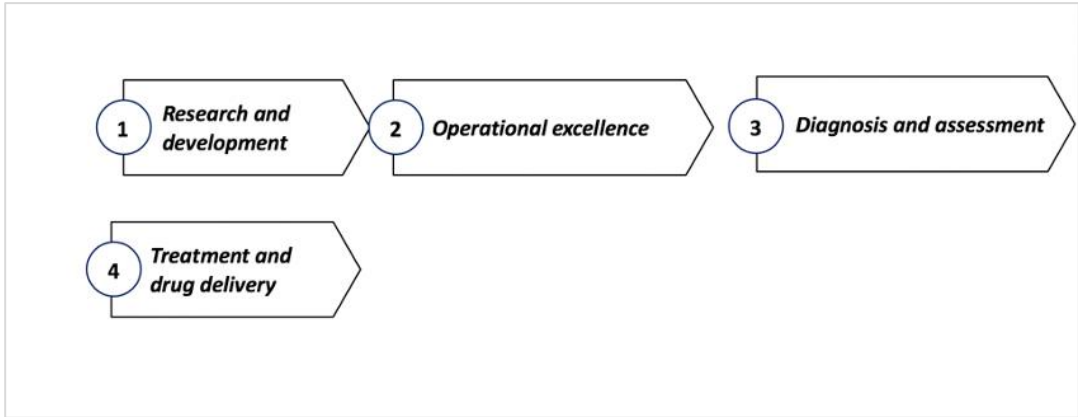 1
Research and
development
2
Operational excellence
3
Diagnosis and assessment
4
Treatment and
drug delivery